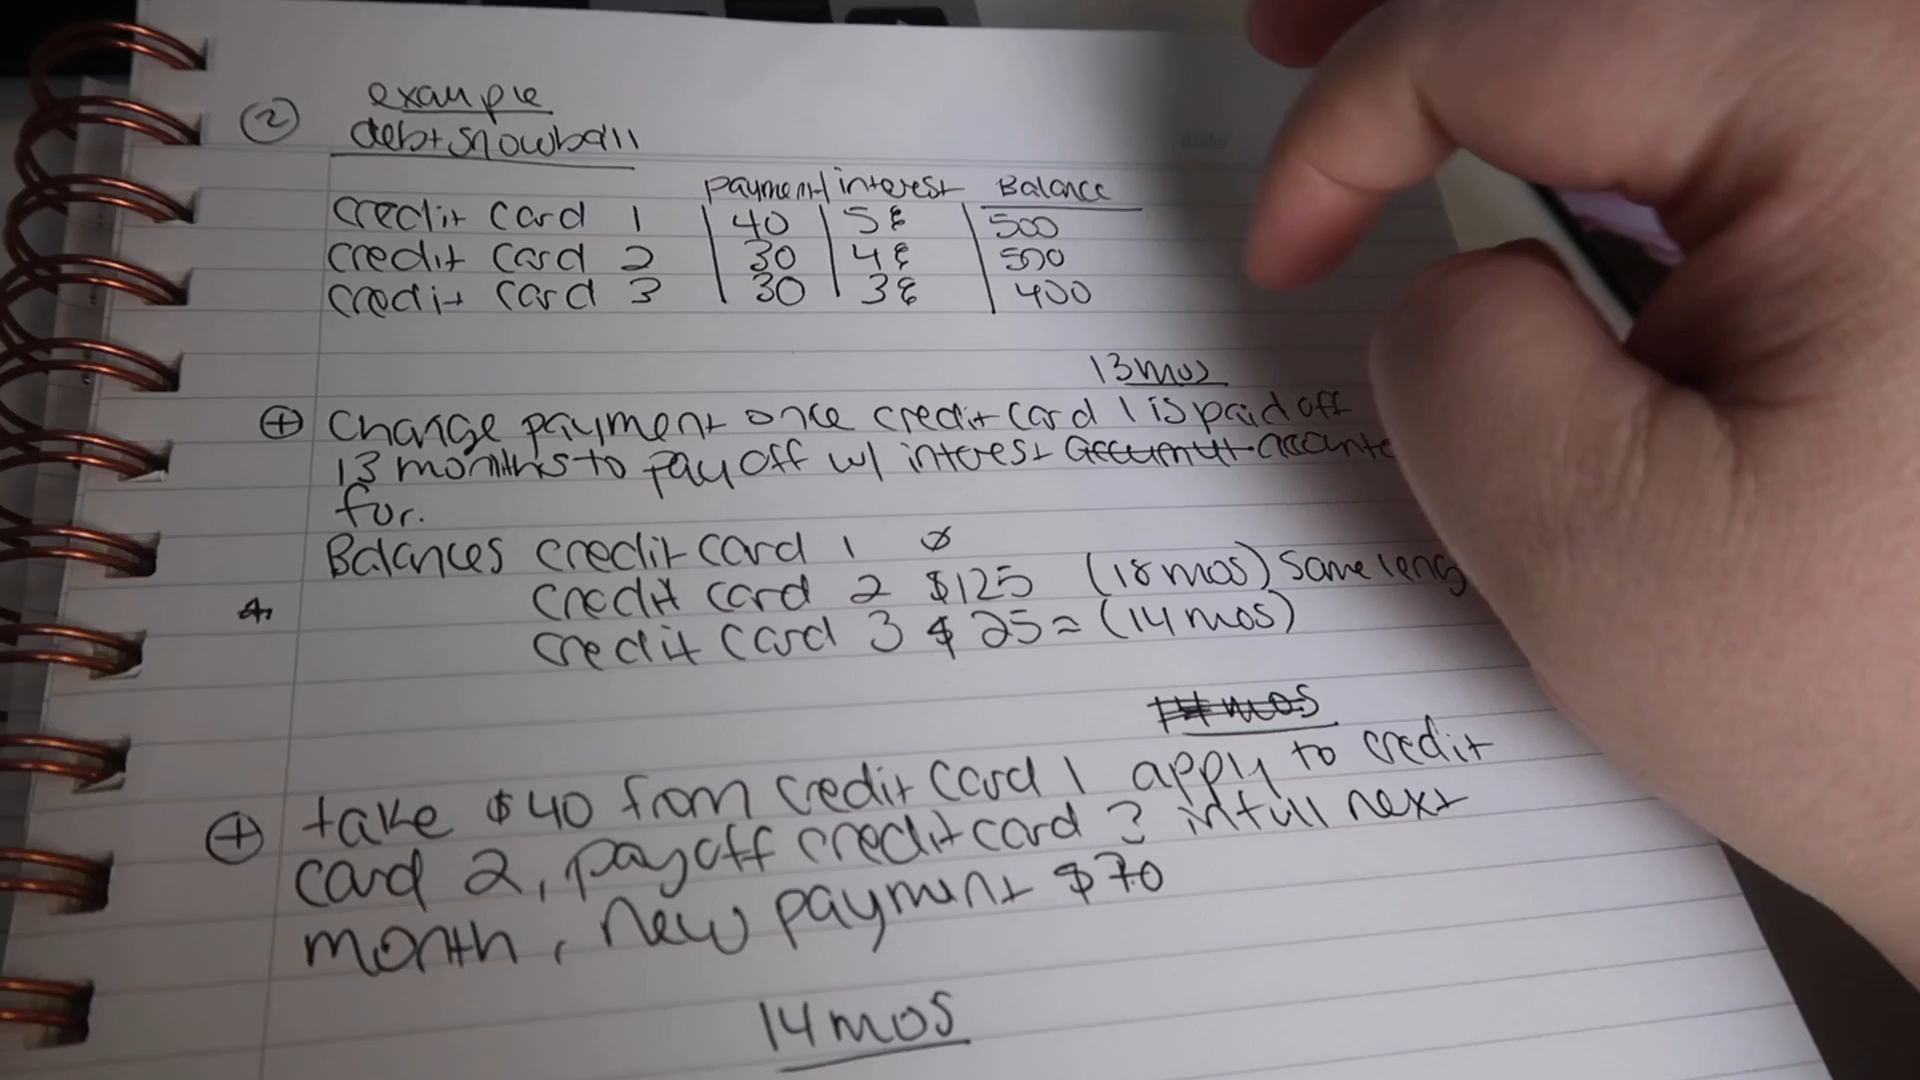 ② example
debt snowball
payment interest Balance
credit card 1 40 5% 500
credit card 2 30 4% 500
credit card 3 30 3% 400
13 mos
⊕ Change payment once credit card 1 is paid off
13 months to payoff w/ interest accounte
for.
Balances credit card 1 Ø
credit card 2 $125 (18 mos) same leng
credit card 3 $25 = (14 mos)
14 mos
⊕ take $40 from credit card 1 apply to credit
card 2, payoff credit card 3 in full next
month, new payment $70
14 mos